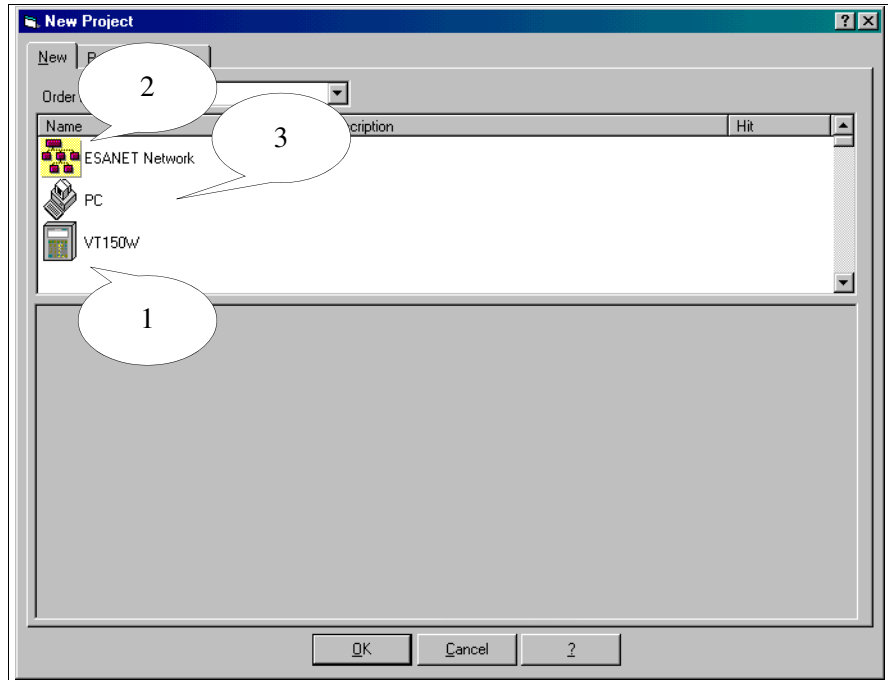 New Project
New
2
Order
3
Name
cription
Hit
ESANET Network
PC
VT150W
1
OK
Cancel
?